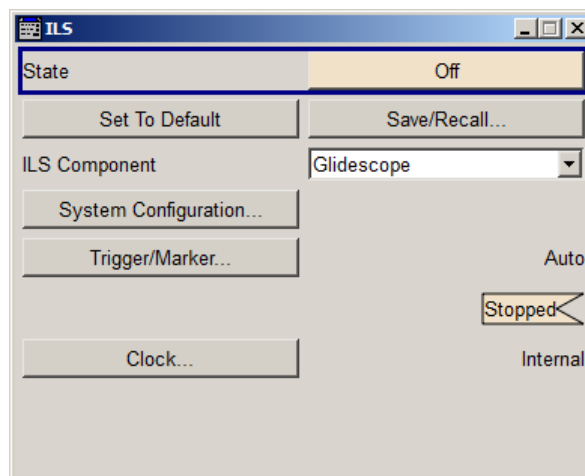 ILS
State Off
Set To Default Save/Recall...
ILS Component Glidescope
System Configuration...
Trigger/Marker... Auto
Stopped
Clock... Internal